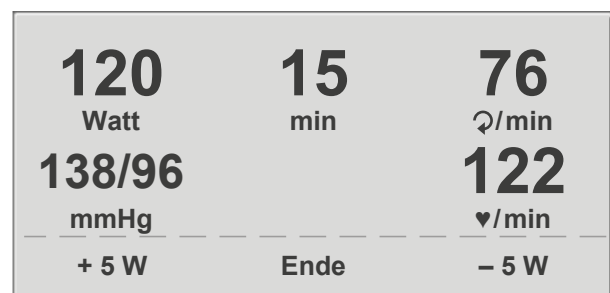 120 15 76
Watt min ↻/min
138/96 122
mmHg ♥/min
+ 5 W Ende – 5 W